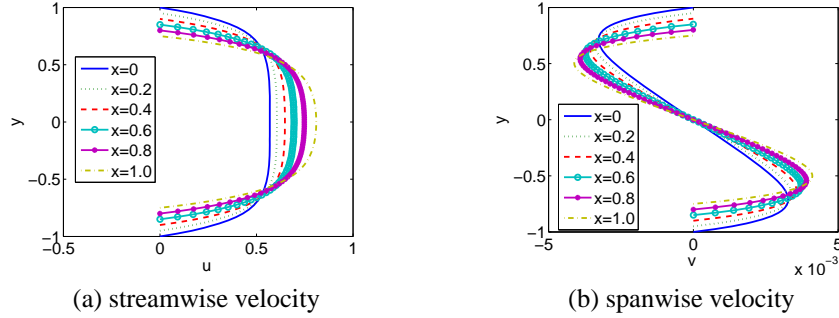 1
0.5
0
−0.5
−1
−0.5
0
0.5
1
y
u
x=0
x=0.2
x=0.4
x=0.6
x=0.8
x=1.0
(a) streamwise velocity
1
0.5
0
−0.5
−1
−5
0
5
x 10⁻³
y
v
x=0
x=0.2
x=0.4
x=0.6
x=0.8
x=1.0
(b) spanwise velocity